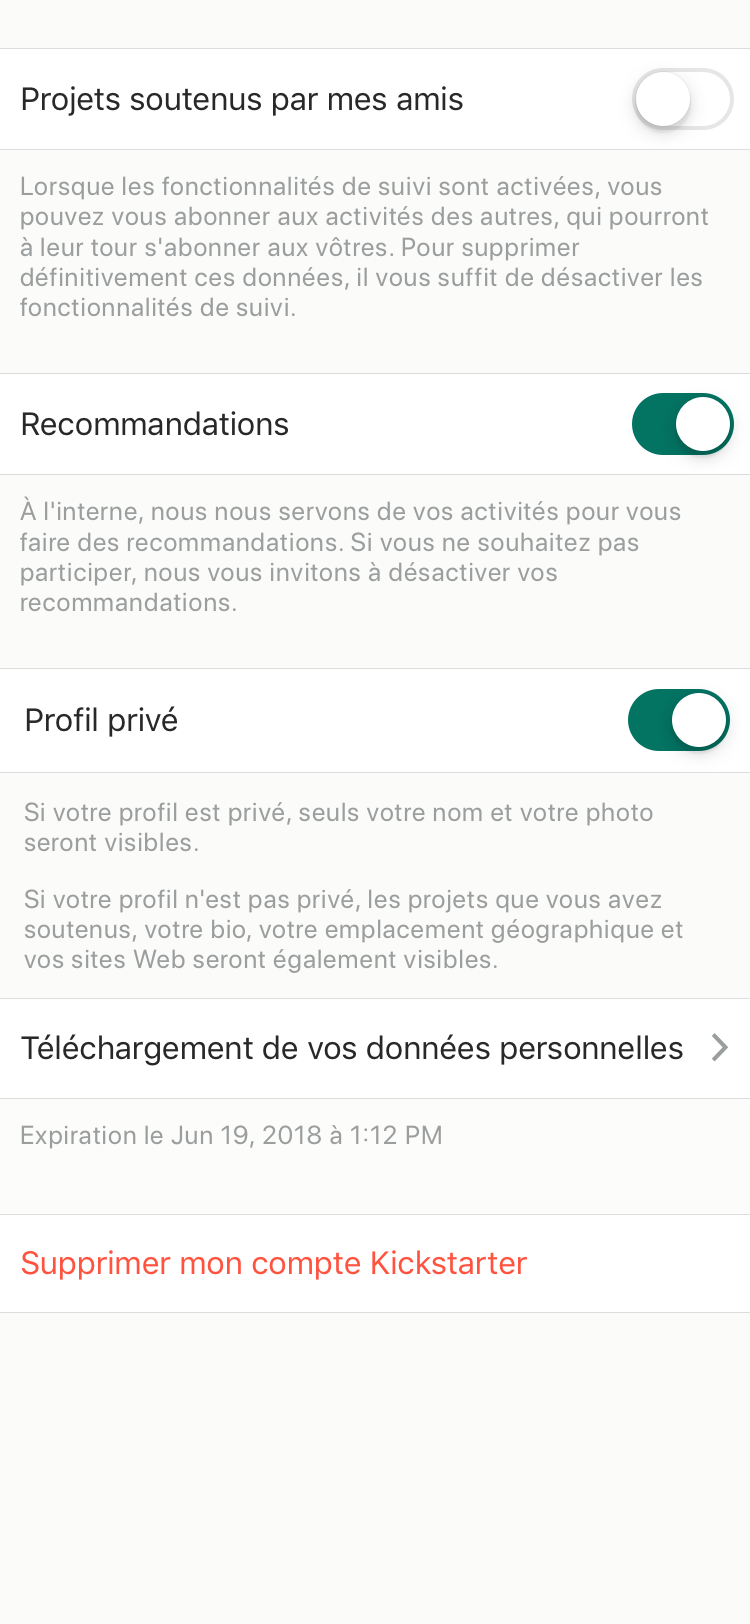 Projets soutenus par mes amis
Lorsque les fonctionnalités de suivi sont activées, vous
pouvez vous abonner aux activités des autres, qui pourront
à leur tour s'abonner aux vôtres. Pour supprimer
définitivement ces données, il vous suffit de désactiver les
fonctionnalités de suivi.
Recommandations
À l'interne, nous nous servons de vos activités pour vous
faire des recommandations. Si vous ne souhaitez pas
participer, nous vous invitons à désactiver vos
recommandations.
Profil privé
Si votre profil est privé, seuls votre nom et votre photo
seront visibles.
Si votre profil n'est pas privé, les projets que vous avez
soutenus, votre bio, votre emplacement géographique et
vos sites Web seront également visibles.
Téléchargement de vos données personnelles
Expiration le Jun 19, 2018 à 1:12 PM
Supprimer mon compte Kickstarter